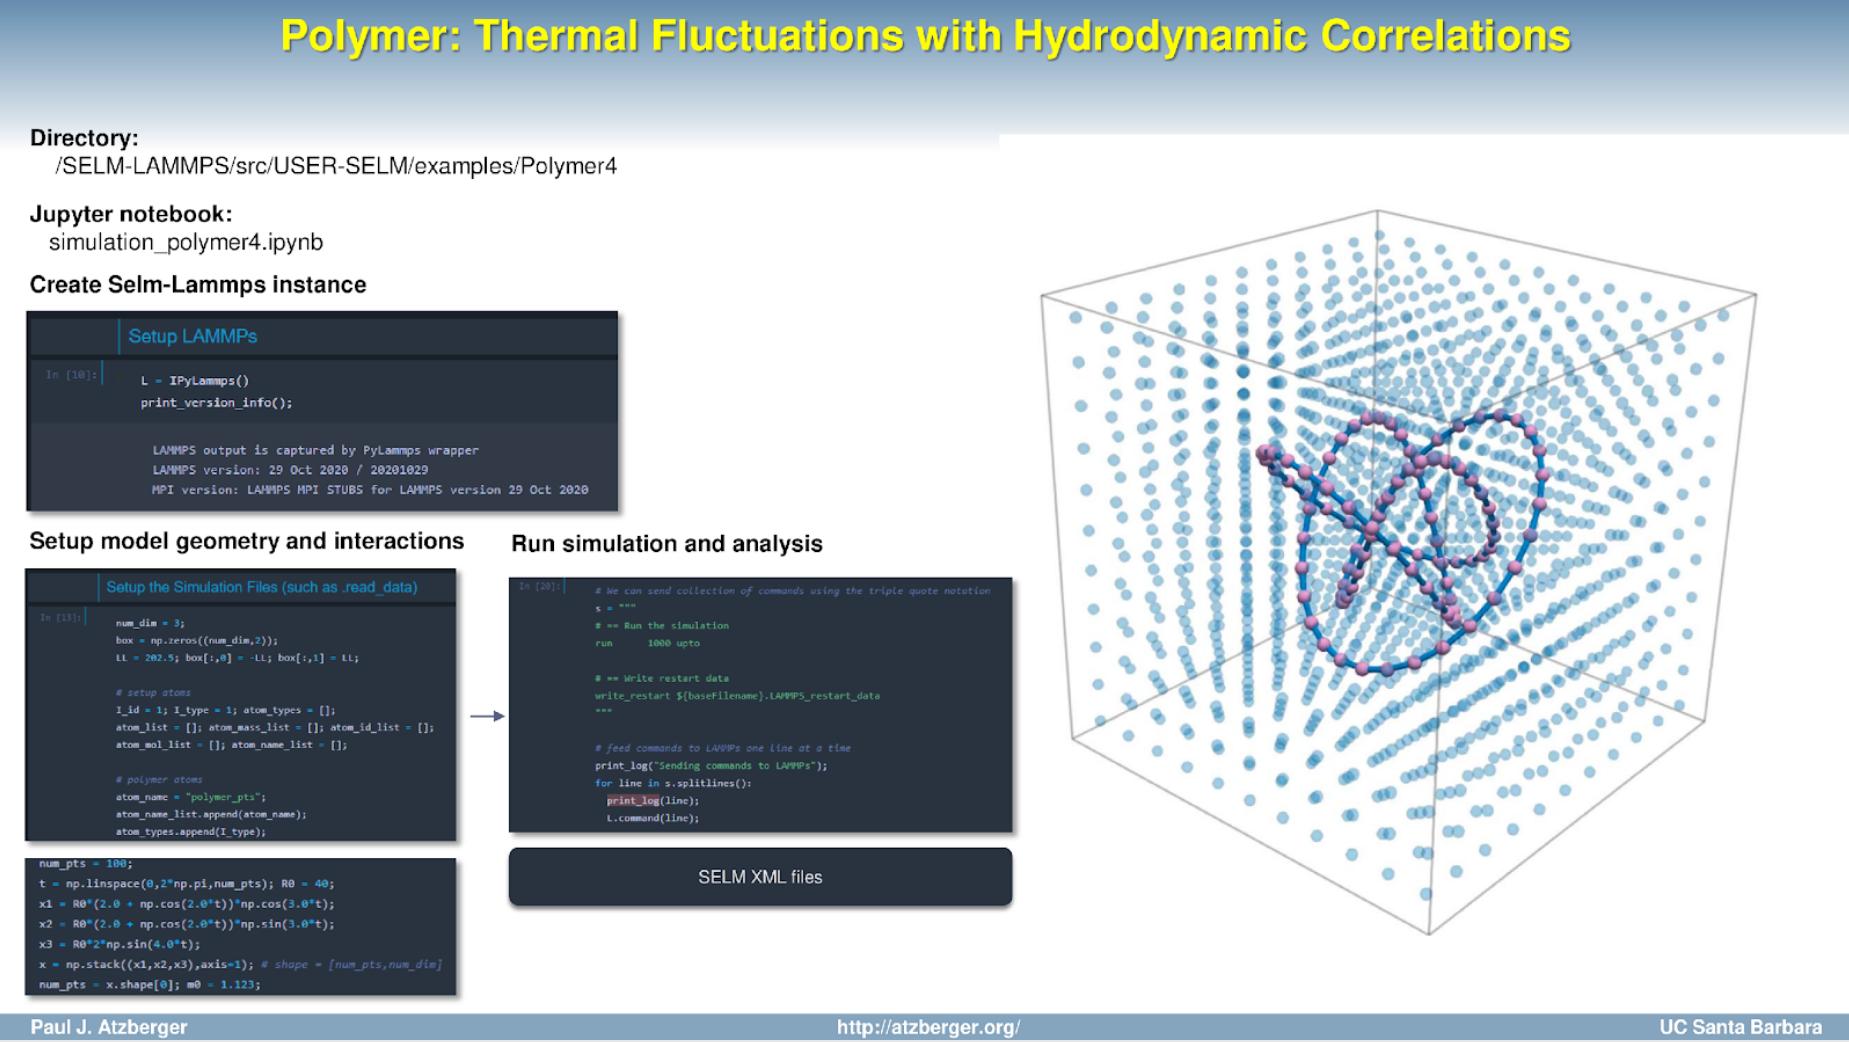 Polymer: Thermal Fluctuations with Hydrodynamic Correlations
Directory:
/SELM-LAMMPS/src/USER-SELM/examples/Polymer4
Jupyter notebook:
simulation_polymer4.ipynb
Create Selm-Lammps instance
Setup LAMMPs
In [10]:
L = IPyLammps()
print_version_info();
LAMMPS output is captured by PyLammps wrapper
LAMMPS version: 29 Oct 2020 / 20201029
MPI version: LAMMPS MPI STUBS for LAMMPS version 29 Oct 2020
Setup model geometry and interactions
Setup the Simulation Files (such as .read_data)
In [13]:
num_dim = 3;
box = np.zeros((num_dim,2));
LL = 202.5; box[:,0] = -LL; box[:,1] = LL;
# setup atoms
I_id = 1; I_type = 1; atom_types = [];
atom_list = []; atom_mass_list = []; atom_id_list = [];
atom_mol_list = []; atom_name_list = [];
# polymer atoms
atom_name = "polymer_pts";
atom_name_list.append(atom_name);
atom_types.append(I_type);
num_pts = 100;
t = np.linspace(0,2*np.pi,num_pts); R0 = 40;
x1 = R0*(2.0 + np.cos(2.0*t))*np.cos(3.0*t);
x2 = R0*(2.0 + np.cos(2.0*t))*np.sin(3.0*t);
x3 = R0*2*np.sin(4.0*t);
x = np.stack((x1,x2,x3),axis=1); # shape = [num_pts,num_dim]
num_pts = x.shape[0]; m0 = 1.123;
Run simulation and analysis
In [20]:
# We can send collection of commands using the triple quote notation
s = """
# == Run the simulation
run 1000 upto
# == Write restart data
write_restart ${baseFilename}.LAMMPS_restart_data
"""
# feed commands to LAMMPs one line at a time
print_log("Sending commands to LAMMPs");
for line in s.splitlines():
print_log(line);
L.command(line);
SELM XML files
Paul J. Atzberger
http://atzberger.org/
UC Santa Barbara